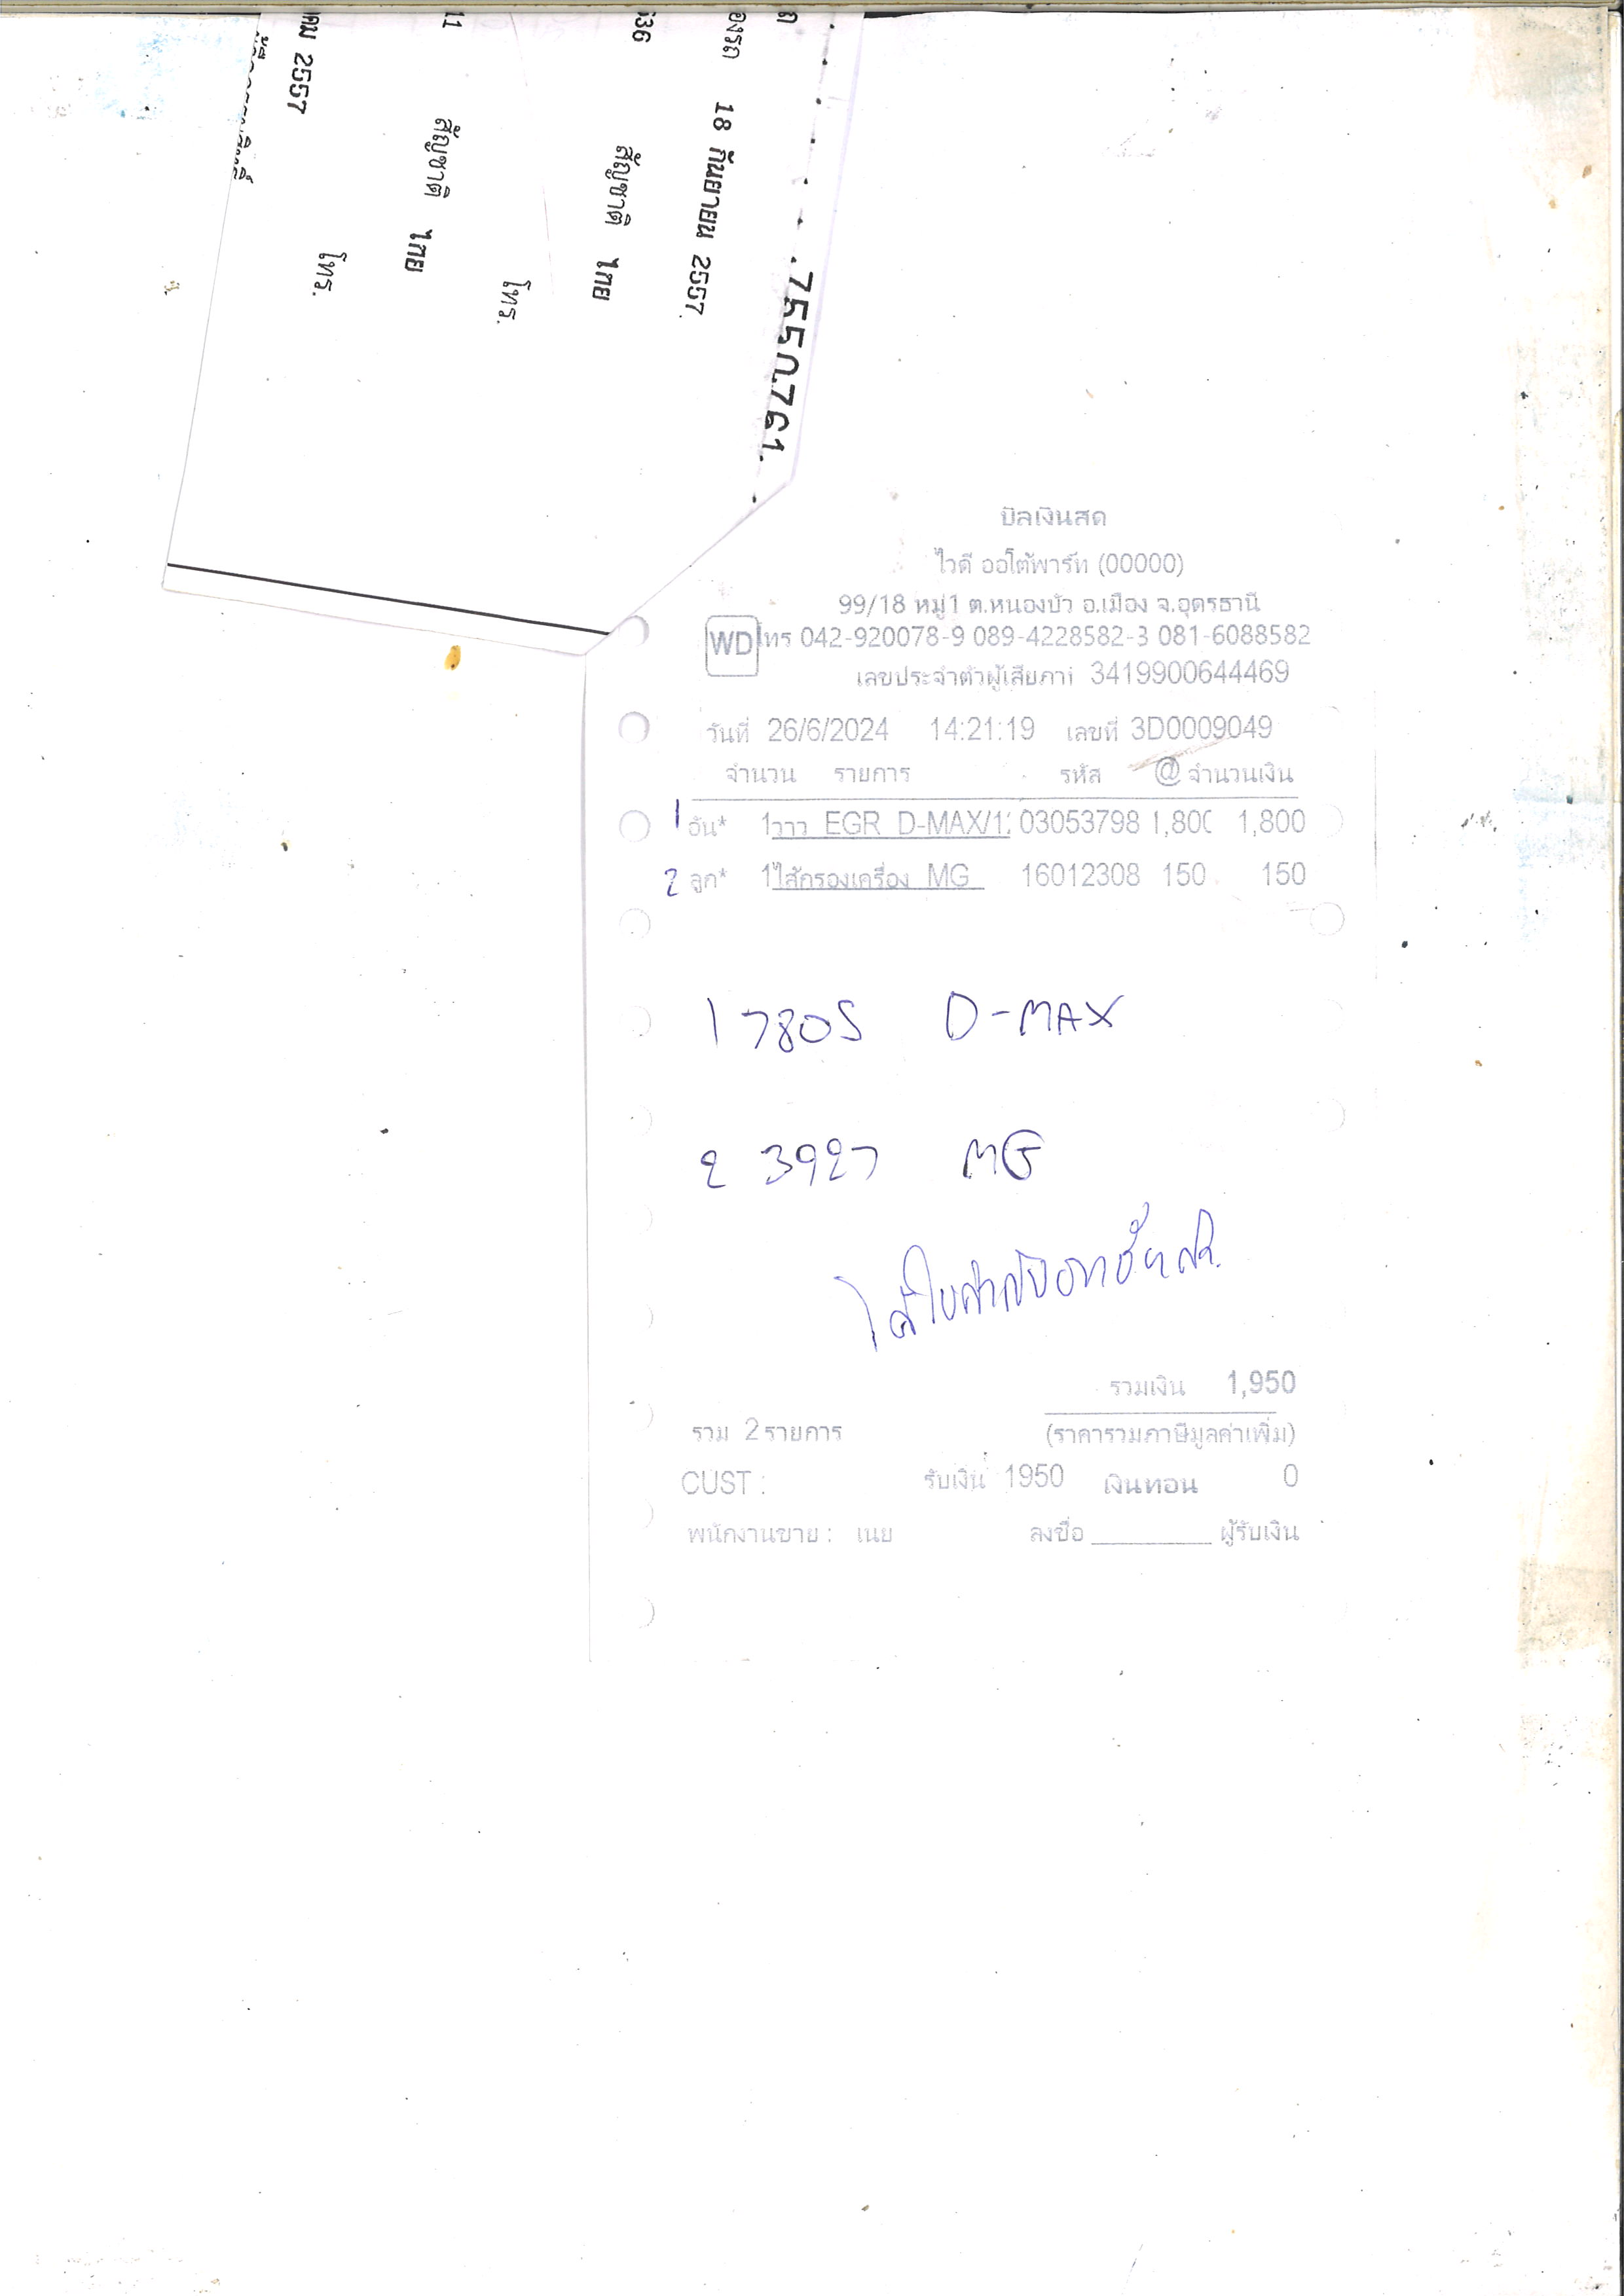 18 กันยายน 2557
สัญชาติ ไทย
โทร.
สัญชาติ ไทย
โทร.
2557
บิลเงินสด
ไวดี ออโต้พาร์ท (00000)
99/18 หมู่1 ต.หนองบัว อ.เมือง จ.อุดรธานี
WD โทร 042-920078-9 089-4228582-3 081-6088582
เลขประจำตัวผู้เสียภาษี 3419900644469
วันที่ 26/6/2024 14:21:19 เลขที่ 3D0009049
จำนวน รายการ รหัส @ จำนวนเงิน
1 อัน* 1 วาว EGR D-MAX/1 03053798 1,800 1,800
2 ลูก* 1 ไส้กรองเครื่อง MG 16012308 150 150
1 7805 D-MAX
2 3927 MG
รวมเงิน 1,950
รวม 2 รายการ (ราคารวมภาษีมูลค่าเพิ่ม)
CUST : รับเงิน 1950 เงินทอน 0
พนักงานขาย : เนย ลงชื่อ ผู้รับเงิน